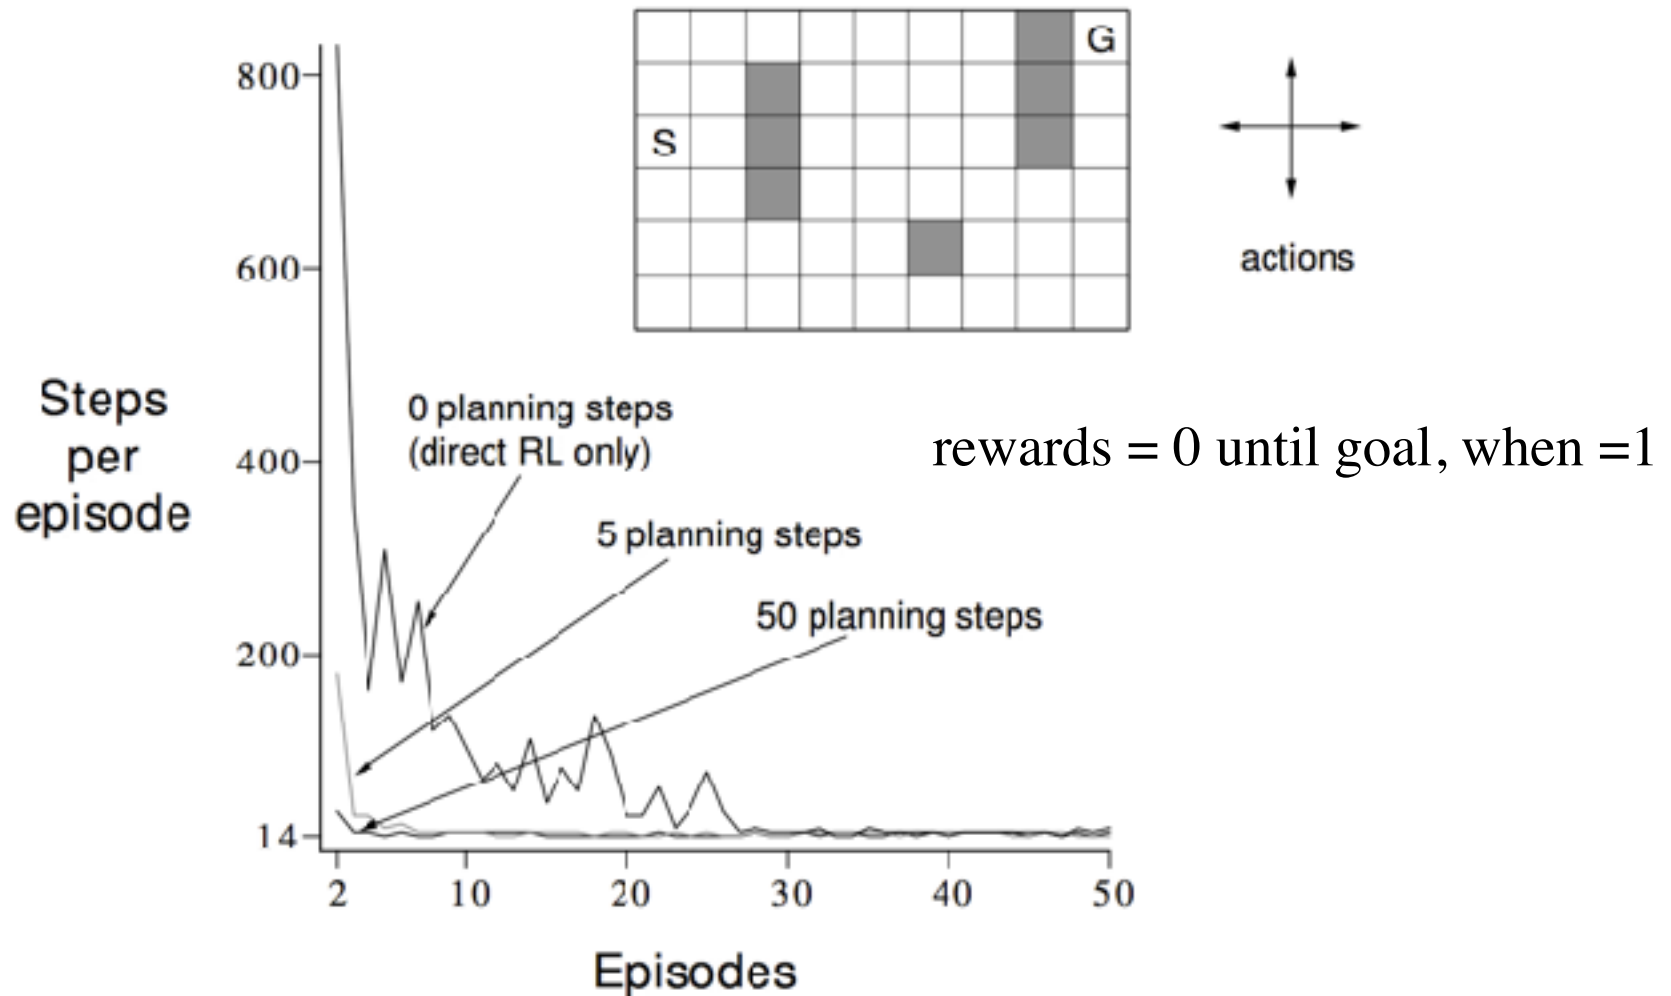 G
S
actions
800
600
400
200
14
Steps
per
episode
0 planning steps
(direct RL only)
rewards = 0 until goal, when =1
5 planning steps
50 planning steps
2 10 20 30 40 50
Episodes